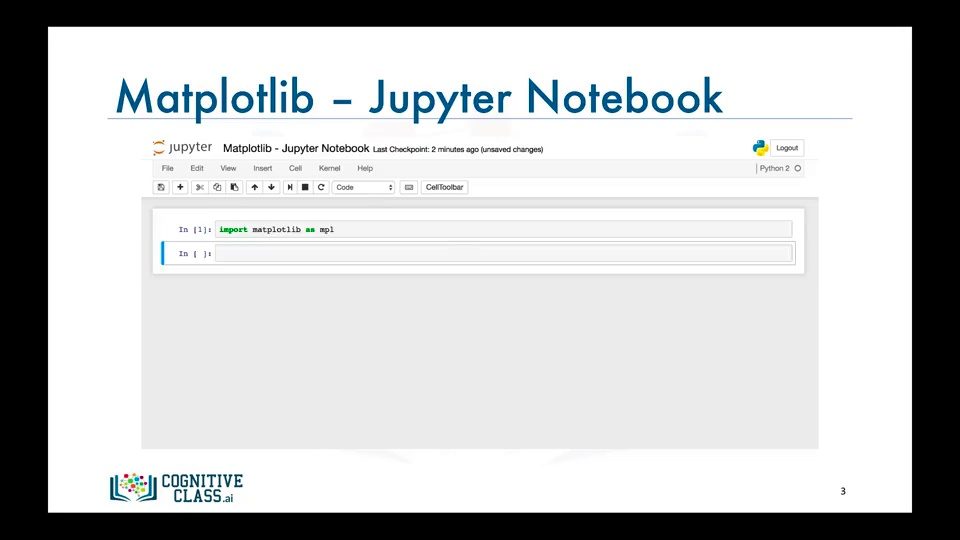 Matplotlib – Jupyter Notebook
jupyter Matplotlib - Jupyter Notebook Last Checkpoint: 2 minutes ago (unsaved changes) Logout
File Edit View Insert Cell Kernel Help Python 2
Code CellToolbar
In [1]: import matplotlib as mpl
In [ ]:
COGNITIVE
CLASS.ai
3